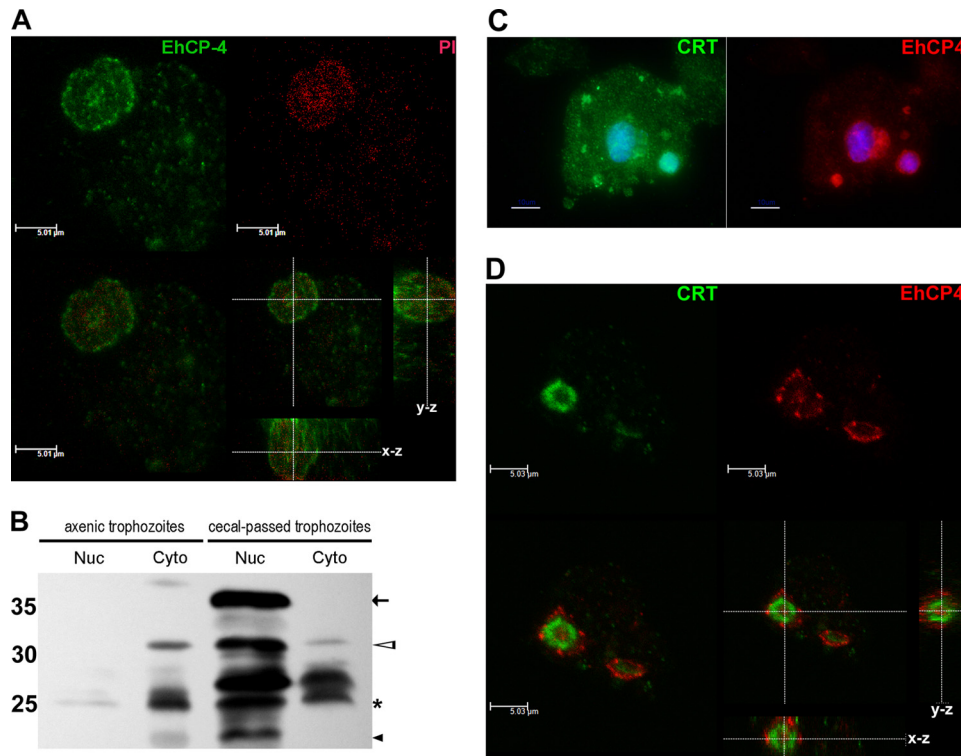 A
EhCP-4
PI
5.01 μm
5.01 μm
5.01 μm
y-z
x-z
B
axenic trophozoites
cecal-passed trophozoites
Nuc
Cyto
Nuc
Cyto
35
30
25
*
C
CRT
EhCP4
D
CRT
EhCP4
5.03 μm
5.03 μm
5.03 μm
y-z
x-z